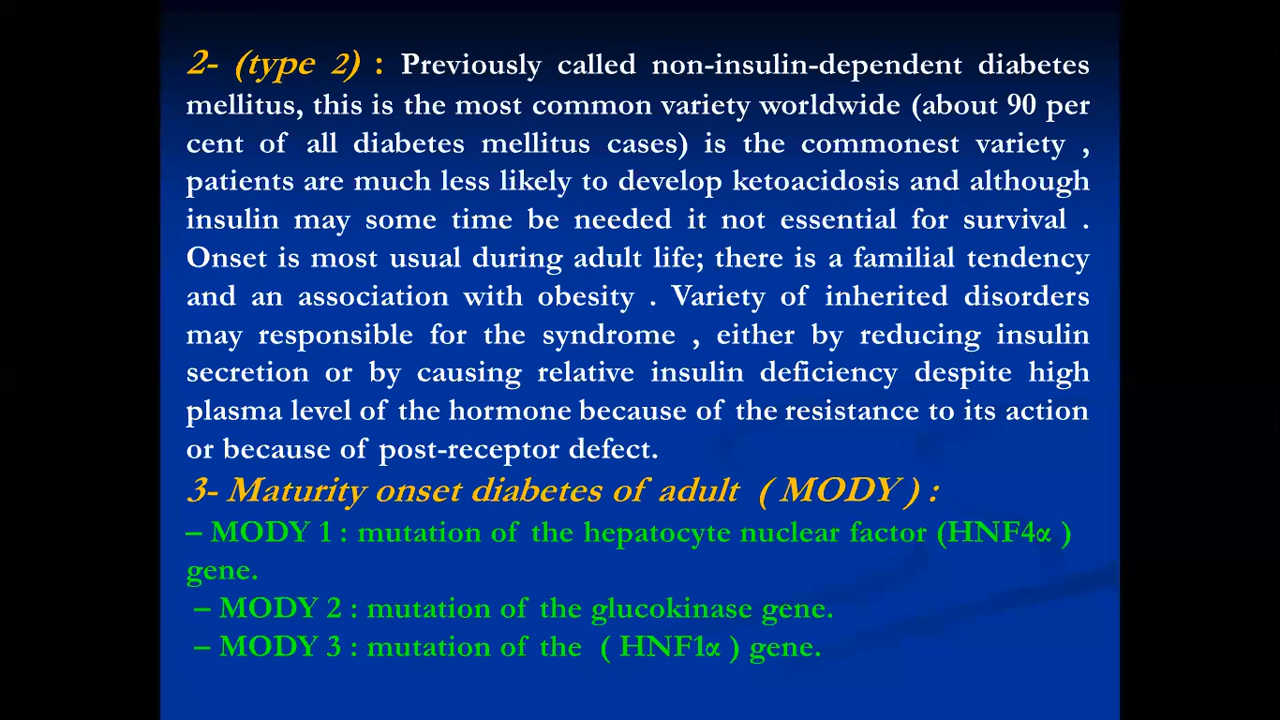 2- (type 2) : Previously called non-insulin-dependent diabetes
mellitus, this is the most common variety worldwide (about 90 per
cent of all diabetes mellitus cases) is the commonest variety ,
patients are much less likely to develop ketoacidosis and although
insulin may some time be needed it not essential for survival .
Onset is most usual during adult life; there is a familial tendency
and an association with obesity . Variety of inherited disorders
may responsible for the syndrome , either by reducing insulin
secretion or by causing relative insulin deficiency despite high
plasma level of the hormone because of the resistance to its action
or because of post-receptor defect.
3- Maturity onset diabetes of adult ( MODY ) :
– MODY 1 : mutation of the hepatocyte nuclear factor (HNF4α )
gene.
– MODY 2 : mutation of the glucokinase gene.
– MODY 3 : mutation of the ( HNF1α ) gene.